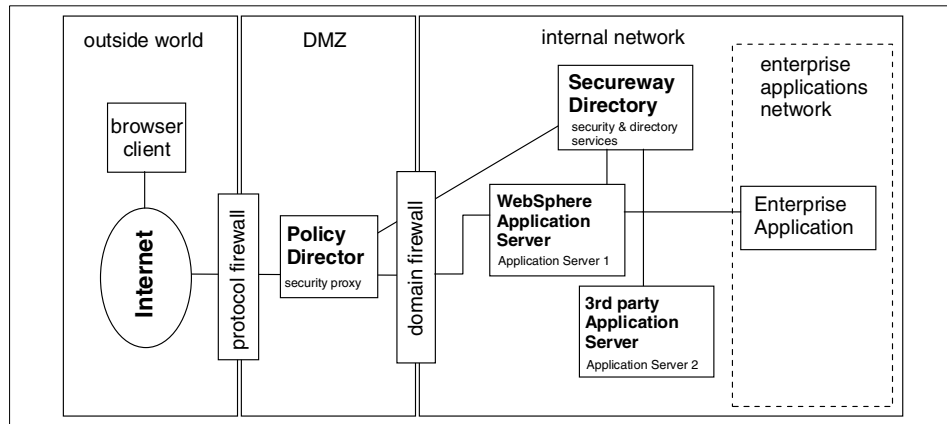 outside world
DMZ
internal network
browser
client
Internet
protocol firewall
Policy
Director
security proxy
domain firewall
Secureway
Directory
security & directory
services
WebSphere
Application
Server
Application Server 1
3rd party
Application
Server
Application Server 2
enterprise
applications
network
Enterprise
Application